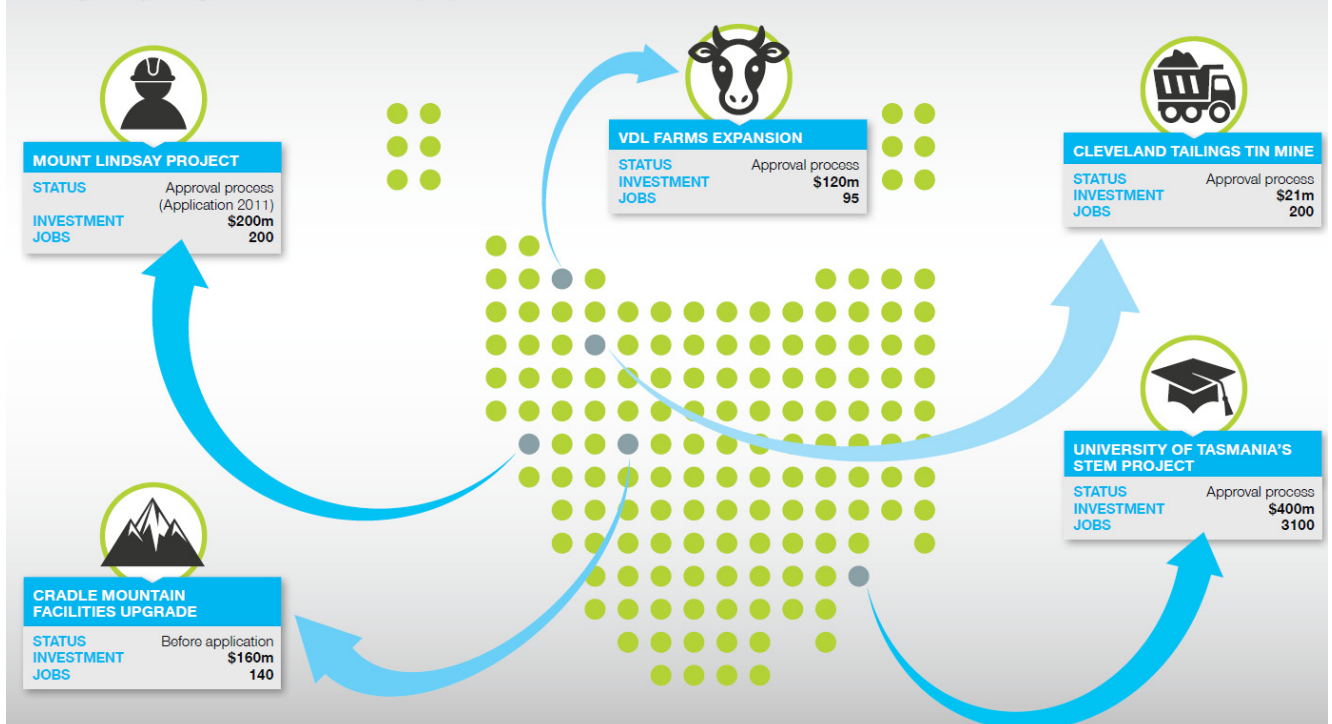 MOUNT LINDSAY PROJECT
STATUS Approval process
(Application 2011)
INVESTMENT $200m
JOBS 200
VDL FARMS EXPANSION
STATUS Approval process
INVESTMENT $120m
JOBS 95
CLEVELAND TAILINGS TIN MINE
STATUS Approval process
INVESTMENT $21m
JOBS 200
UNIVERSITY OF TASMANIA'S
STEM PROJECT
STATUS Approval process
INVESTMENT $400m
JOBS 3100
CRADLE MOUNTAIN
FACILITIES UPGRADE
STATUS Before application
INVESTMENT $160m
JOBS 140